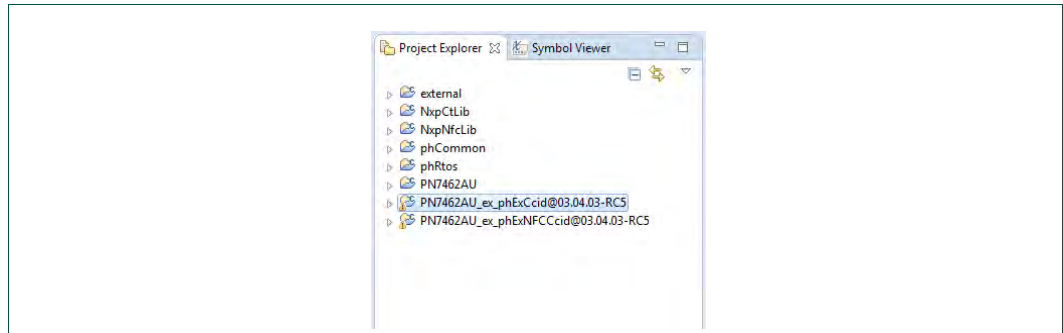 Project Explorer Symbol Viewer
external
NxpCtLib
NxpNfcLib
phCommon
phRtos
PN7462AU
PN7462AU_ex_phExCcid@03.04.03-RC5
PN7462AU_ex_phExNFCCcid@03.04.03-RC5